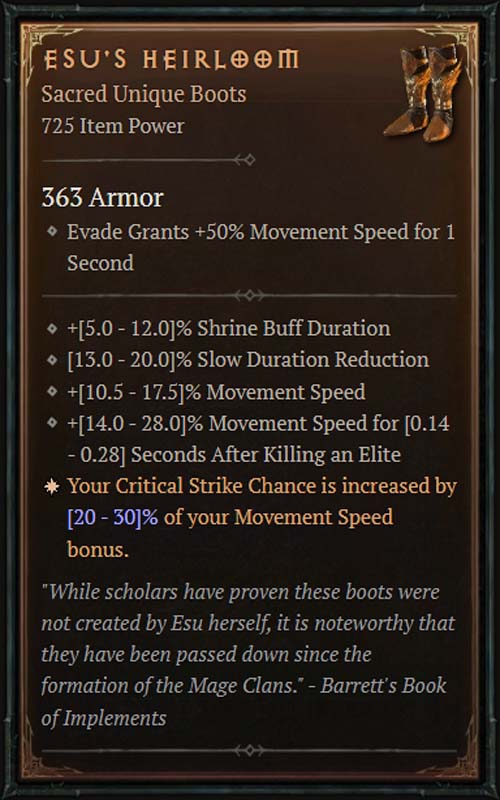 ESU'S HEIRLOOM
Sacred Unique Boots
725 Item Power
363 Armor
Evade Grants +50% Movement Speed for 1
Second
+[5.0 - 12.0]% Shrine Buff Duration
[13.0 - 20.0]% Slow Duration Reduction
+[10.5 - 17.5]% Movement Speed
+[14.0 - 28.0]% Movement Speed for [0.14
- 0.28] Seconds After Killing an Elite
Your Critical Strike Chance is increased by
[20 - 30]% of your Movement Speed
bonus.
"While scholars have proven these boots were
not created by Esu herself, it is noteworthy that
they have been passed down since the
formation of the Mage Clans." - Barrett's Book
of Implements